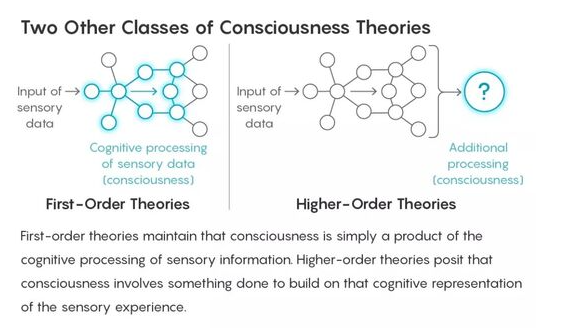 Two Other Classes of Consciousness Theories
Input of
sensory
data
Cognitive processing
of sensory data
(consciousness)
First-Order Theories
Input of
sensory
data
?
Additional
processing
(consciousness)
Higher-Order Theories
First-order theories maintain that consciousness is simply a product of the
cognitive processing of sensory information. Higher-order theories posit that
consciousness involves something done to build on that cognitive representation
of the sensory experience.